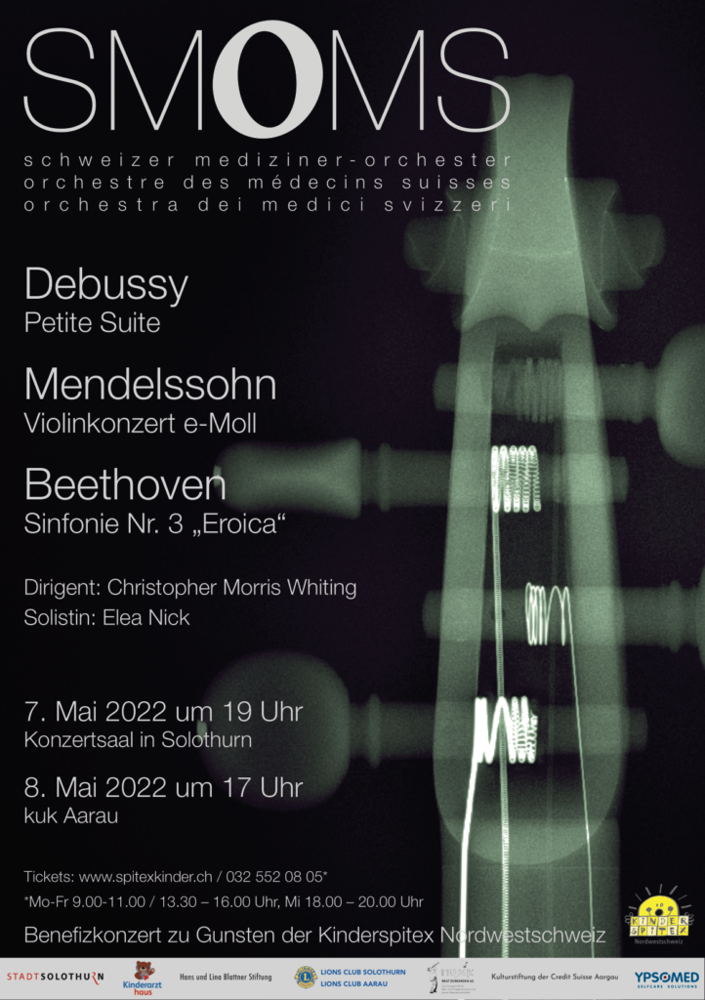 SMOMS
schweizer mediziner-orchester
orchestre des médecins suisses
orchestra dei medici svizzeri
Debussy
Petite Suite
Mendelssohn
Violinkonzert e-Moll
Beethoven
Sinfonie Nr. 3 „Eroica“
Dirigent: Christopher Morris Whiting
Solistin: Elea Nick
7. Mai 2022 um 19 Uhr
Konzertsaal in Solothurn
8. Mai 2022 um 17 Uhr
kuk Aarau
Tickets: www.spitexkinder.ch / 032 552 08 05*
*Mo-Fr 9.00-11.00 / 13.30 – 16.00 Uhr, Mi 18.00 – 20.00 Uhr
Benefizkonzert zu Gunsten der Kinderspitex Nordwestschweiz
KINDER
SPITEX
Nordwestschweiz
STADTSOLOTHURN
Kinderarzt
haus
Hans und Lina Blattner Stiftung
LIONS CLUB SOLOTHURN
LIONS CLUB AARAU
MUSIK
Kulturstiftung der Credit Suisse Aargau
YPSOMED
SELFCARE SOLUTIONS